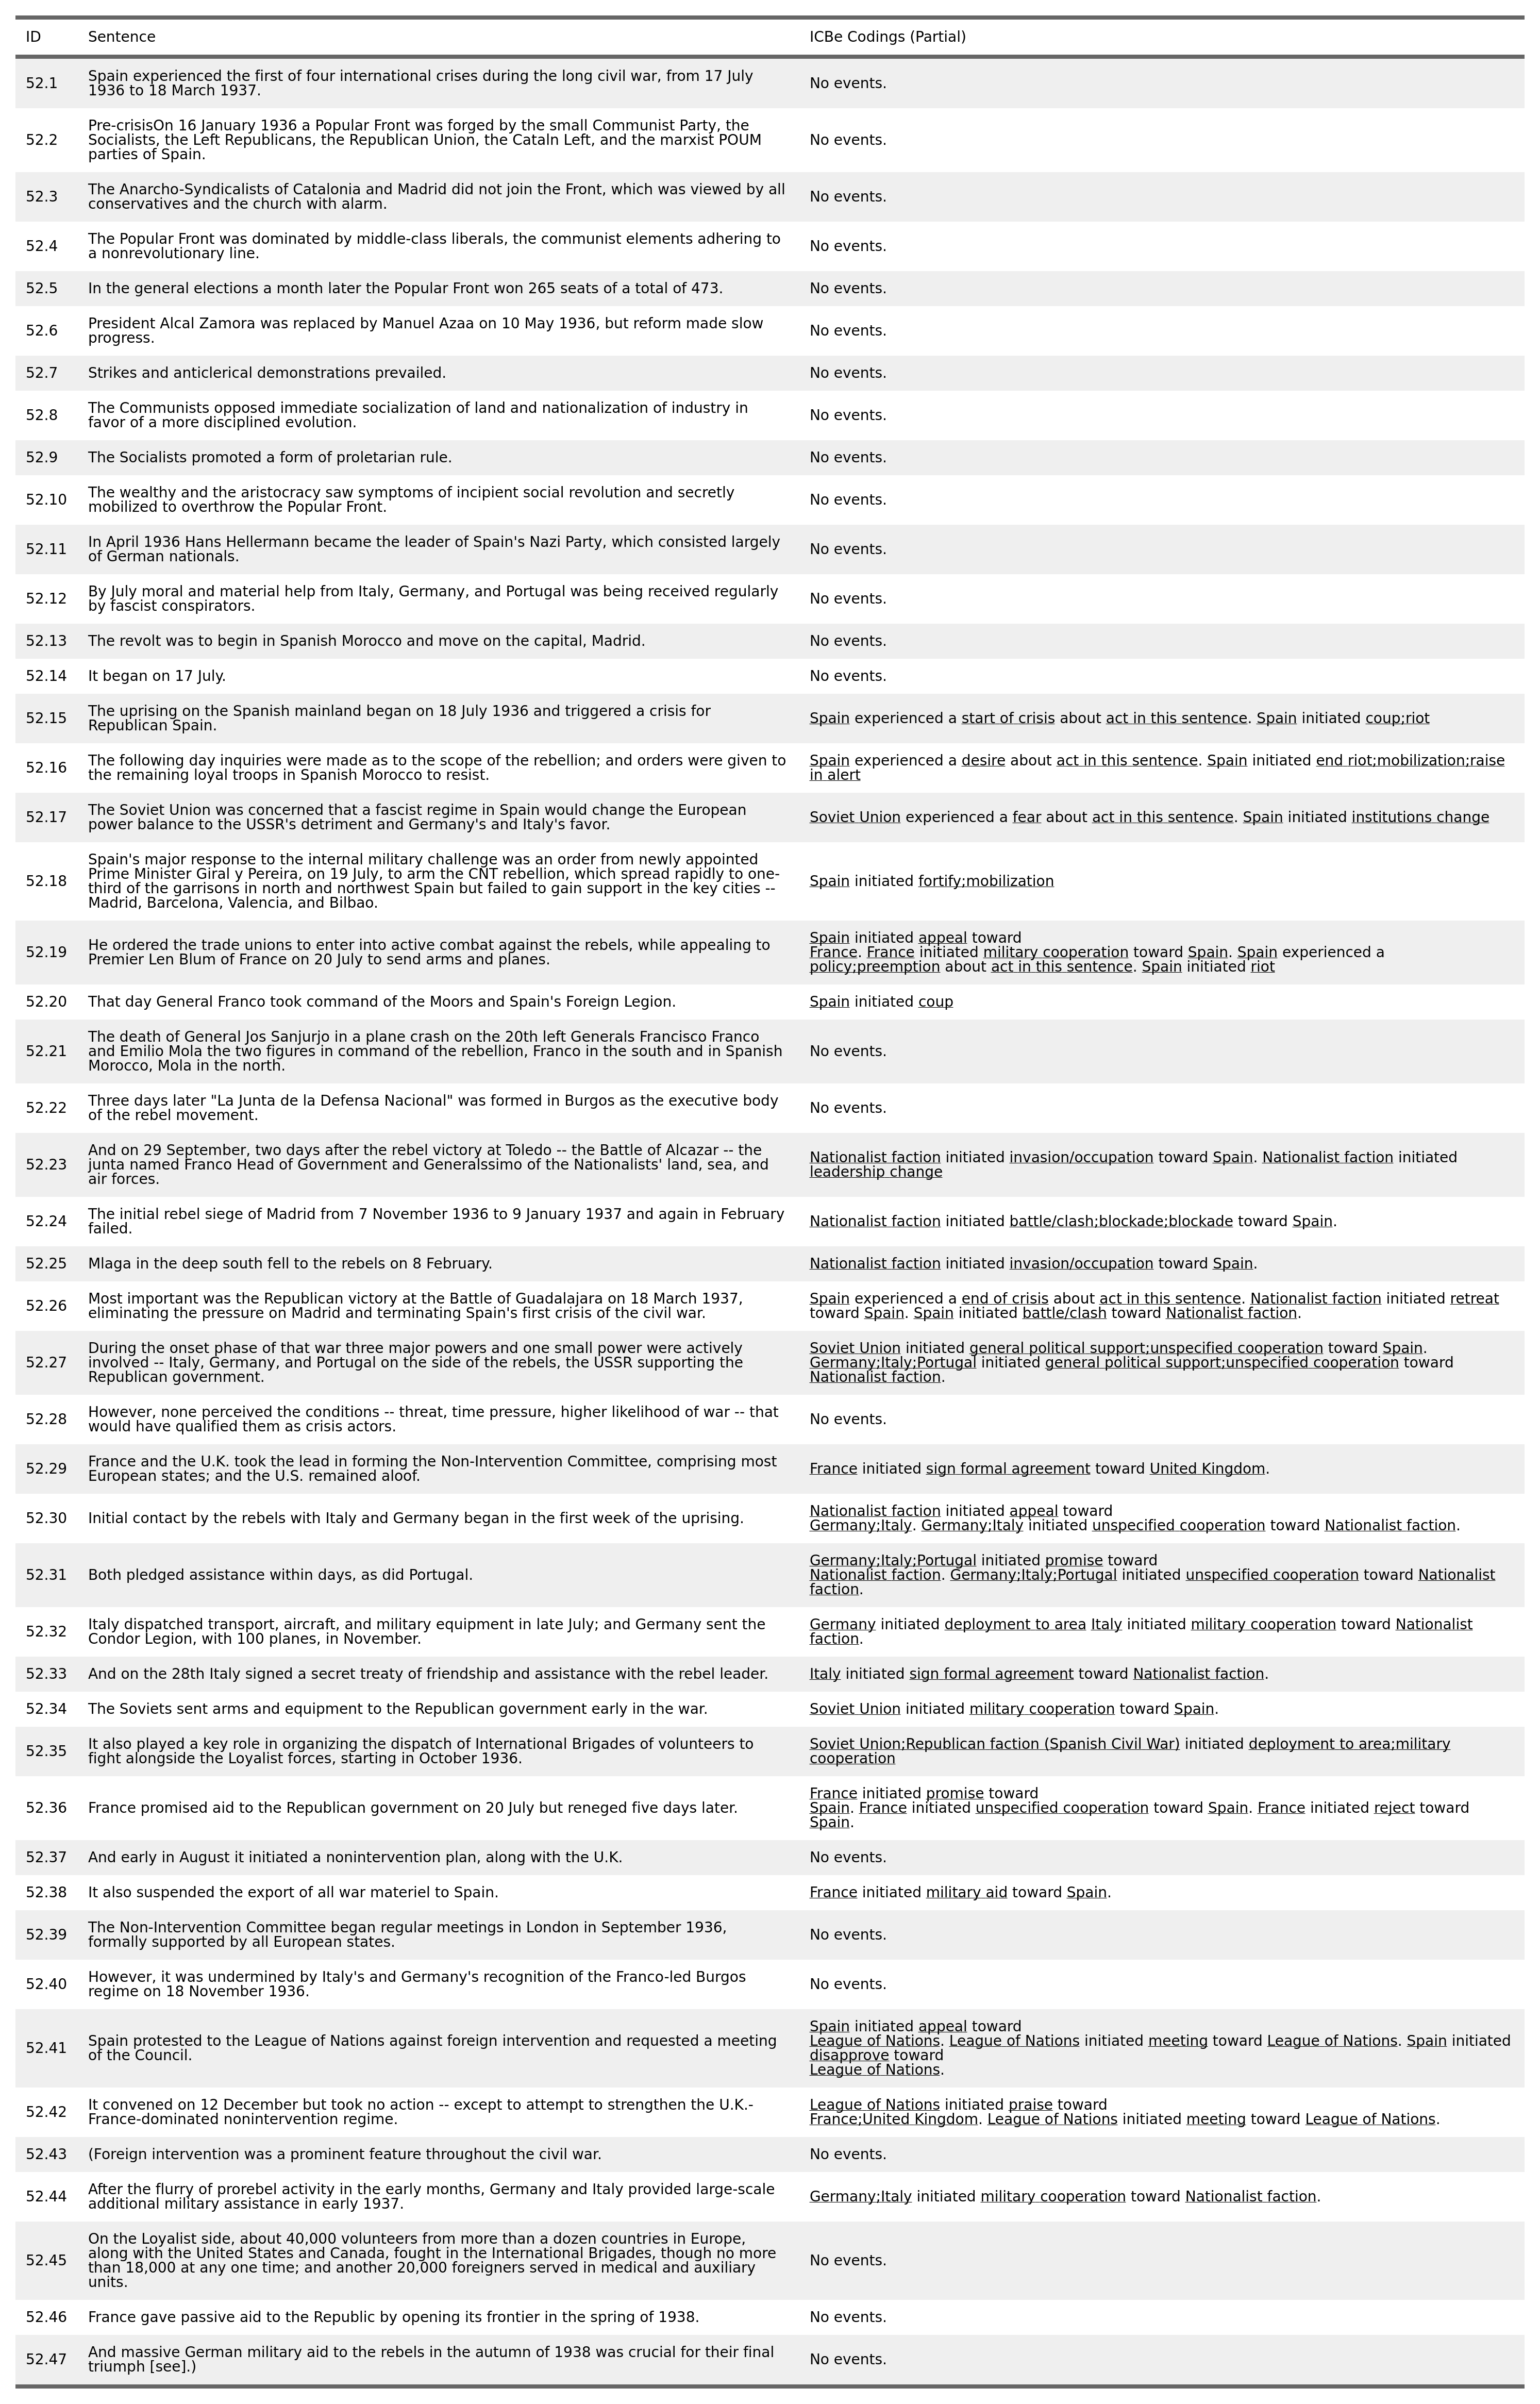 ID Sentence ICBe Codings (Partial)
52.1 Spain experienced the first of four international crises during the long civil war, from 17 July
1936 to 18 March 1937.
No events.
52.2 Pre-crisisOn 16 January 1936 a Popular Front was forged by the small Communist Party, the
Socialists, the Left Republicans, the Republican Union, the Cataln Left, and the marxist POUM
parties of Spain.
No events.
52.3 The Anarcho-Syndicalists of Catalonia and Madrid did not join the Front, which was viewed by all
conservatives and the church with alarm.
No events.
52.4 The Popular Front was dominated by middle-class liberals, the communist elements adhering to
a nonrevolutionary line.
No events.
52.5 In the general elections a month later the Popular Front won 265 seats of a total of 473.
No events.
52.6 President Alcal Zamora was replaced by Manuel Azaa on 10 May 1936, but reform made slow
progress.
No events.
52.7 Strikes and anticlerical demonstrations prevailed.
No events.
52.8 The Communists opposed immediate socialization of land and nationalization of industry in
favor of a more disciplined evolution.
No events.
52.9 The Socialists promoted a form of proletarian rule.
No events.
52.10 The wealthy and the aristocracy saw symptoms of incipient social revolution and secretly
mobilized to overthrow the Popular Front.
No events.
52.11 In April 1936 Hans Hellermann became the leader of Spain's Nazi Party, which consisted largely
of German nationals.
No events.
52.12 By July moral and material help from Italy, Germany, and Portugal was being received regularly
by fascist conspirators.
No events.
52.13 The revolt was to begin in Spanish Morocco and move on the capital, Madrid.
No events.
52.14 It began on 17 July.
No events.
52.15 The uprising on the Spanish mainland began on 18 July 1936 and triggered a crisis for
Republican Spain.
Spain experienced a start of crisis about act in this sentence. Spain initiated coup;riot
52.16 The following day inquiries were made as to the scope of the rebellion; and orders were given to
the remaining loyal troops in Spanish Morocco to resist.
Spain experienced a desire about act in this sentence. Spain initiated end riot;mobilization;raise
in alert
52.17 The Soviet Union was concerned that a fascist regime in Spain would change the European
power balance to the USSR's detriment and Germany's and Italy's favor.
Soviet Union experienced a fear about act in this sentence. Spain initiated institutions change
52.18 Spain's major response to the internal military challenge was an order from newly appointed
Prime Minister Giral y Pereira, on 19 July, to arm the CNT rebellion, which spread rapidly to one-
third of the garrisons in north and northwest Spain but failed to gain support in the key cities --
Madrid, Barcelona, Valencia, and Bilbao.
Spain initiated fortify;mobilization
52.19 He ordered the trade unions to enter into active combat against the rebels, while appealing to
Premier Len Blum of France on 20 July to send arms and planes.
Spain initiated appeal toward
France. France initiated military cooperation toward Spain. Spain experienced a
policy;preemption about act in this sentence. Spain initiated riot
52.20 That day General Franco took command of the Moors and Spain's Foreign Legion.
Spain initiated coup
52.21 The death of General Jos Sanjurjo in a plane crash on the 20th left Generals Francisco Franco
and Emilio Mola the two figures in command of the rebellion, Franco in the south and in Spanish
Morocco, Mola in the north.
No events.
52.22 Three days later "La Junta de la Defensa Nacional" was formed in Burgos as the executive body
of the rebel movement.
No events.
52.23 And on 29 September, two days after the rebel victory at Toledo -- the Battle of Alcazar -- the
junta named Franco Head of Government and Generalssimo of the Nationalists' land, sea, and
air forces.
Nationalist faction initiated invasion/occupation toward Spain. Nationalist faction initiated
leadership change
52.24 The initial rebel siege of Madrid from 7 November 1936 to 9 January 1937 and again in February
failed.
Nationalist faction initiated battle/clash;blockade;blockade toward Spain.
52.25 Mlaga in the deep south fell to the rebels on 8 February.
Nationalist faction initiated invasion/occupation toward Spain.
52.26 Most important was the Republican victory at the Battle of Guadalajara on 18 March 1937,
eliminating the pressure on Madrid and terminating Spain's first crisis of the civil war.
Spain experienced a end of crisis about act in this sentence. Nationalist faction initiated retreat
toward Spain. Spain initiated battle/clash toward Nationalist faction.
52.27 During the onset phase of that war three major powers and one small power were actively
involved -- Italy, Germany, and Portugal on the side of the rebels, the USSR supporting the
Republican government.
Soviet Union initiated general political support;unspecified cooperation toward Spain.
Germany;Italy;Portugal initiated general political support;unspecified cooperation toward
Nationalist faction.
52.28 However, none perceived the conditions -- threat, time pressure, higher likelihood of war -- that
would have qualified them as crisis actors.
No events.
52.29 France and the U.K. took the lead in forming the Non-Intervention Committee, comprising most
European states; and the U.S. remained aloof.
France initiated sign formal agreement toward United Kingdom.
52.30 Initial contact by the rebels with Italy and Germany began in the first week of the uprising.
Nationalist faction initiated appeal toward
Germany;Italy. Germany;Italy initiated unspecified cooperation toward Nationalist faction.
52.31 Both pledged assistance within days, as did Portugal.
Germany;Italy;Portugal initiated promise toward
Nationalist faction. Germany;Italy;Portugal initiated unspecified cooperation toward Nationalist
faction.
52.32 Italy dispatched transport, aircraft, and military equipment in late July; and Germany sent the
Condor Legion, with 100 planes, in November.
Germany initiated deployment to area Italy initiated military cooperation toward Nationalist
faction.
52.33 And on the 28th Italy signed a secret treaty of friendship and assistance with the rebel leader.
Italy initiated sign formal agreement toward Nationalist faction.
52.34 The Soviets sent arms and equipment to the Republican government early in the war.
Soviet Union initiated military cooperation toward Spain.
52.35 It also played a key role in organizing the dispatch of International Brigades of volunteers to
fight alongside the Loyalist forces, starting in October 1936.
Soviet Union;Republican faction (Spanish Civil War) initiated deployment to area;military
cooperation
52.36 France promised aid to the Republican government on 20 July but reneged five days later.
France initiated promise toward
Spain. France initiated unspecified cooperation toward Spain. France initiated reject toward
Spain.
52.37 And early in August it initiated a nonintervention plan, along with the U.K.
No events.
52.38 It also suspended the export of all war materiel to Spain.
France initiated military aid toward Spain.
52.39 The Non-Intervention Committee began regular meetings in London in September 1936,
formally supported by all European states.
No events.
52.40 However, it was undermined by Italy's and Germany's recognition of the Franco-led Burgos
regime on 18 November 1936.
No events.
52.41 Spain protested to the League of Nations against foreign intervention and requested a meeting
of the Council.
Spain initiated appeal toward
League of Nations. League of Nations initiated meeting toward League of Nations. Spain initiated
disapprove toward
League of Nations.
52.42 It convened on 12 December but took no action -- except to attempt to strengthen the U.K.-
France-dominated nonintervention regime.
League of Nations initiated praise toward
France;United Kingdom. League of Nations initiated meeting toward League of Nations.
52.43 (Foreign intervention was a prominent feature throughout the civil war.
No events.
52.44 After the flurry of prorebel activity in the early months, Germany and Italy provided large-scale
additional military assistance in early 1937.
Germany;Italy initiated military cooperation toward Nationalist faction.
52.45 On the Loyalist side, about 40,000 volunteers from more than a dozen countries in Europe,
along with the United States and Canada, fought in the International Brigades, though no more
than 18,000 at any one time; and another 20,000 foreigners served in medical and auxiliary
units.
No events.
52.46 France gave passive aid to the Republic by opening its frontier in the spring of 1938.
No events.
52.47 And massive German military aid to the rebels in the autumn of 1938 was crucial for their final
triumph [see].)
No events.